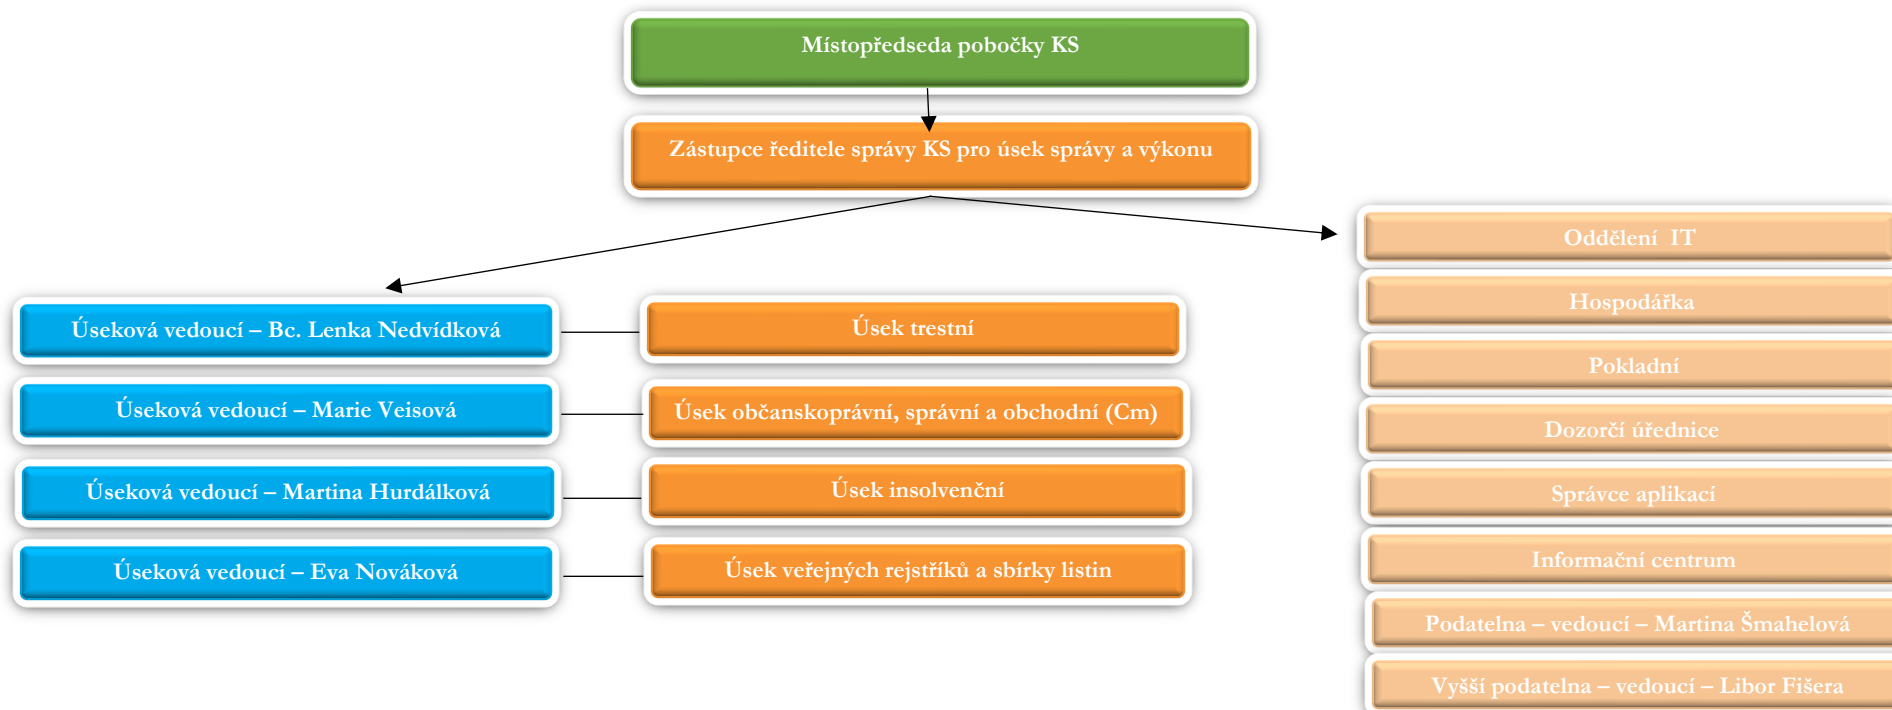 Místopředseda pobočky KS
Zástupce ředitele správy KS pro úsek správy a výkonu
Úseková vedoucí – Bc. Lenka Nedvídková
Úsek trestní
Úseková vedoucí – Marie Veisová
Úsek občanskoprávní, správní a obchodní (Cm)
Úseková vedoucí – Martina Hurdálková
Úsek insolvenční
Úseková vedoucí – Eva Nováková
Úsek veřejných rejstříků a sbírky listin
Oddělení  IT
Hospodářka
Pokladní
Dozorčí úřednice
Správce aplikací
Informační centrum
Podatelna – vedoucí – Martina Šmahelová
Vyšší podatelna – vedoucí – Libor Fišera